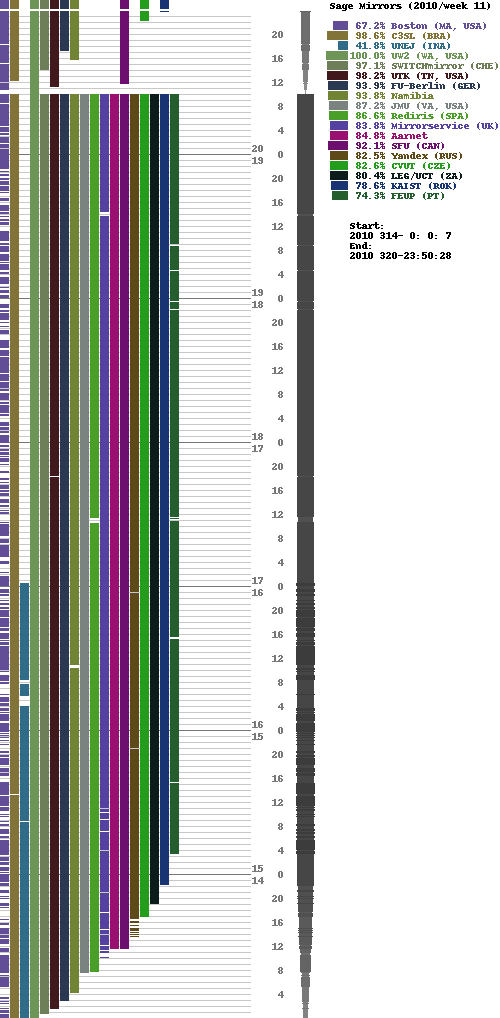 Sage Mirrors (2010/week 11)
67.2% Boston (MA, USA)
98.6% C3SL (BRA)
41.8% UNEJ (INA)
100.0% UW2 (WA, USA)
97.1% SWITCHmirror (CHE)
98.2% UTK (TN, USA)
93.9% FU-Berlin (GER)
93.8% Namibia
87.2% JMU (VA, USA)
86.6% Rediris (SPA)
83.8% Mirrorservice (UK)
84.8% Aarnet
92.1% SFU (CAN)
82.5% Yandex (RUS)
82.6% CVUT (CZE)
80.4% LEG/UCT (ZA)
78.6% KAIST (ROK)
74.3% FEUP (PT)
Start:
2010 314- 0: 0: 7
End:
2010 320-23:50:28
20
16
12
8
4
20
0
19
20
16
12
8
4
19
0
18
20
16
12
8
4
18
0
17
20
16
12
8
4
17
0
16
20
16
12
8
4
16
0
15
20
16
12
8
4
15
0
14
20
16
12
8
4